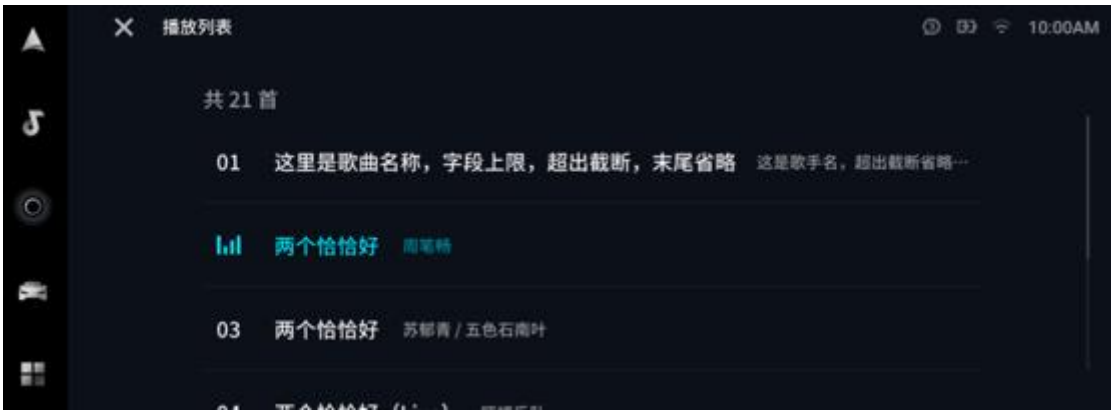 播放列表
10:00AM
共 21 首
01 这里是歌曲名称，字段上限，超出截断，末尾省略 这是歌手名，超出截断省略…
两个恰恰好 周笔畅
03 两个恰恰好 苏郁青 / 五色石南叶